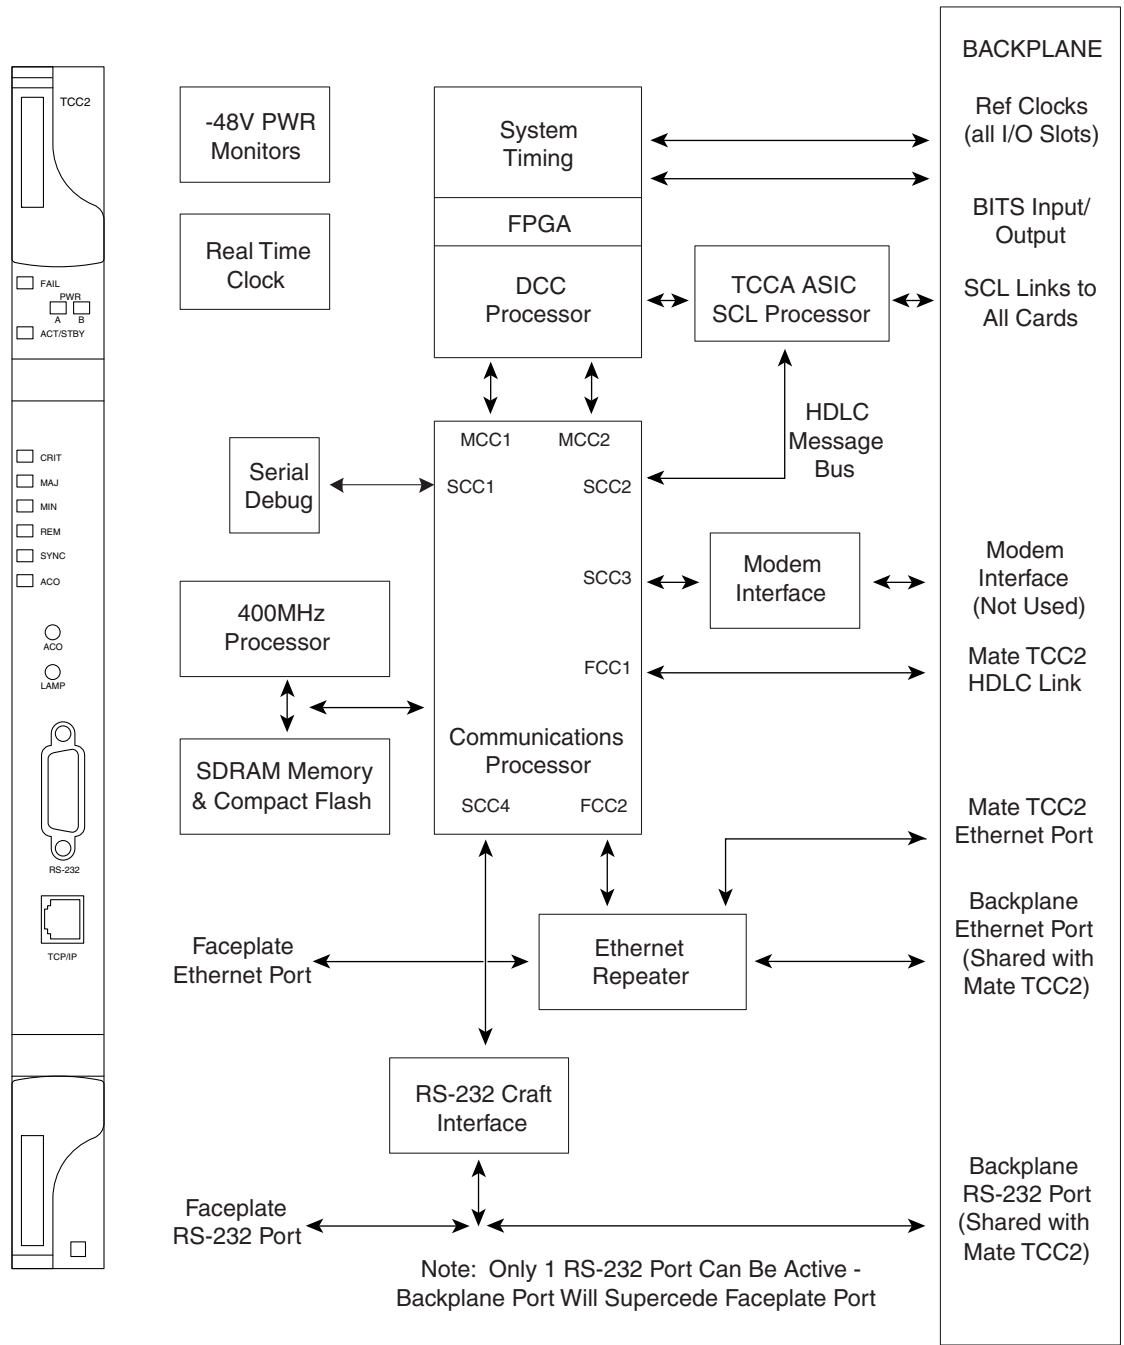 TCC2
FAIL
PWR
A B
ACT/STBY
CRIT
MAJ
MIN
REM
SYNC
ACO
ACO
LAMP
RS-232
TCP/IP
-48V PWR
Monitors
Real Time
Clock
System
Timing
FPGA
DCC
Processor
TCCA ASIC
SCL Processor
HDLC
Message
Bus
MCC1 MCC2
SCC1 SCC2
SCC3
FCC1
Communications
Processor
SCC4 FCC2
Serial
Debug
400MHz
Processor
SDRAM Memory
& Compact Flash
Modem
Interface
Faceplate
Ethernet Port
Ethernet
Repeater
RS-232 Craft
Interface
Faceplate
RS-232 Port
Note: Only 1 RS-232 Port Can Be Active -
Backplane Port Will Supercede Faceplate Port
BACKPLANE
Ref Clocks
(all I/O Slots)
BITS Input/
Output
SCL Links to
All Cards
Modem
Interface
(Not Used)
Mate TCC2
HDLC Link
Mate TCC2
Ethernet Port
Backplane
Ethernet Port
(Shared with
Mate TCC2)
Backplane
RS-232 Port
(Shared with
Mate TCC2)